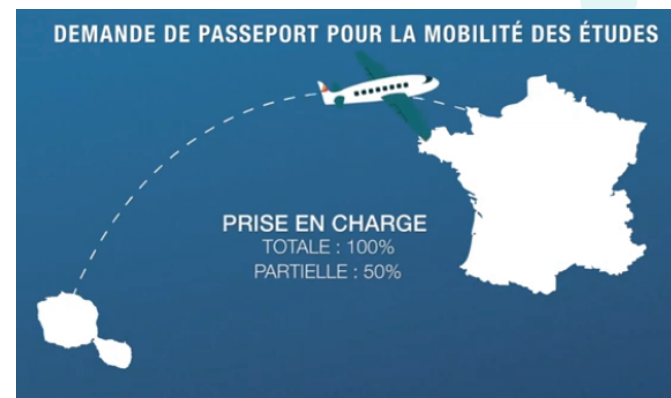 DEMANDE DE PASSEPORT POUR LA MOBILITÉ DES ÉTUDES
PRISE EN CHARGE
TOTALE : 100%
PARTIELLE : 50%